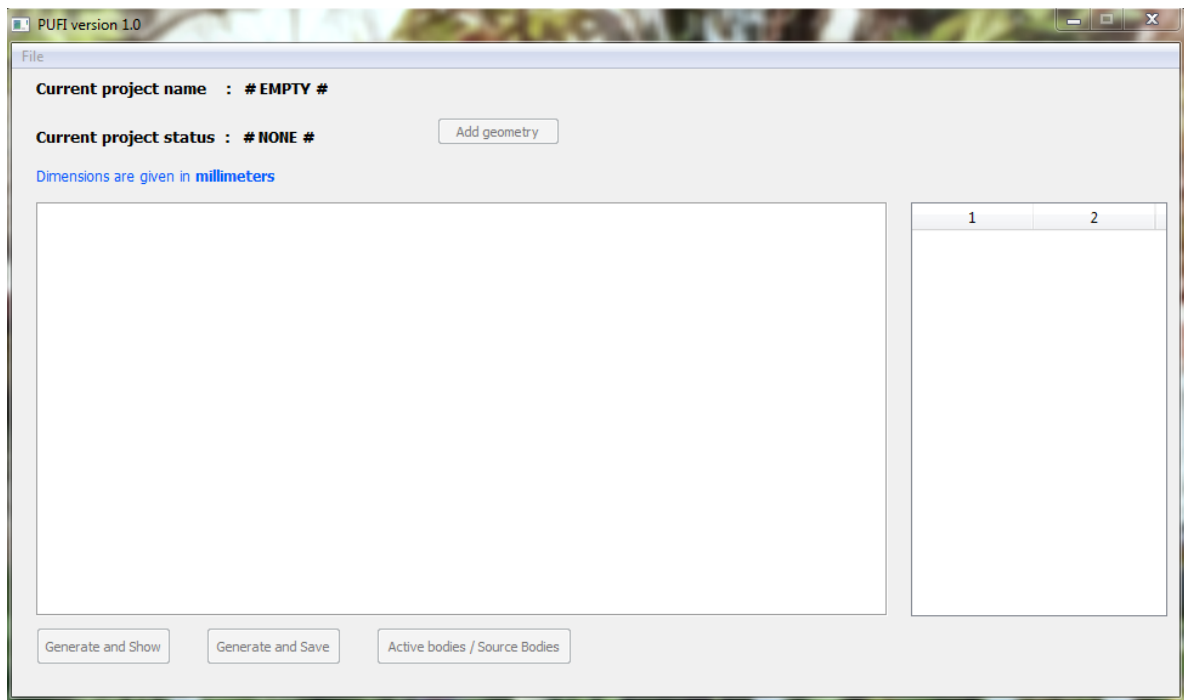 PUFI version 1.0
File
Current project name : # EMPTY #
Current project status : # NONE #
Add geometry
Dimensions are given in millimeters
1 2
Generate and Show
Generate and Save
Active bodies / Source Bodies